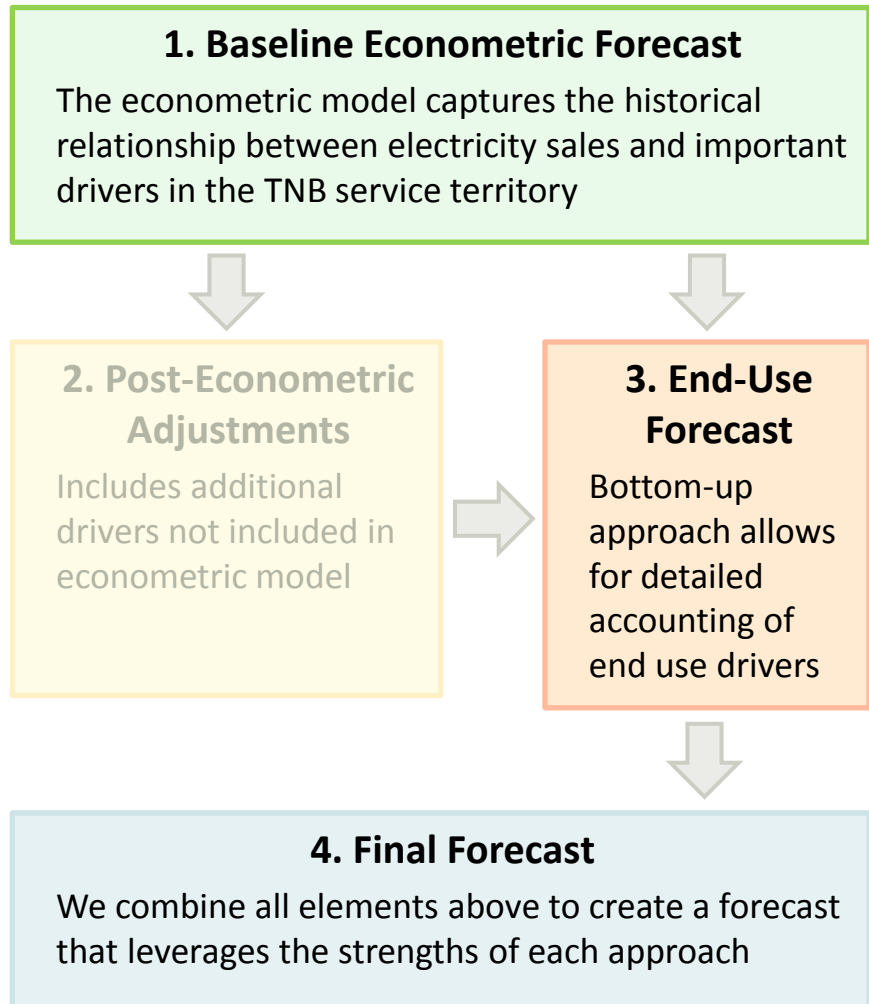 1. Baseline Econometric Forecast
The econometric model captures the historical
relationship between electricity sales and important
drivers in the TNB service territory
2. Post-Econometric
Adjustments
Includes additional
drivers not included in
econometric model
3. End-Use
Forecast
Bottom-up
approach allows
for detailed
accounting of
end use drivers
4. Final Forecast
We combine all elements above to create a forecast
that leverages the strengths of each approach